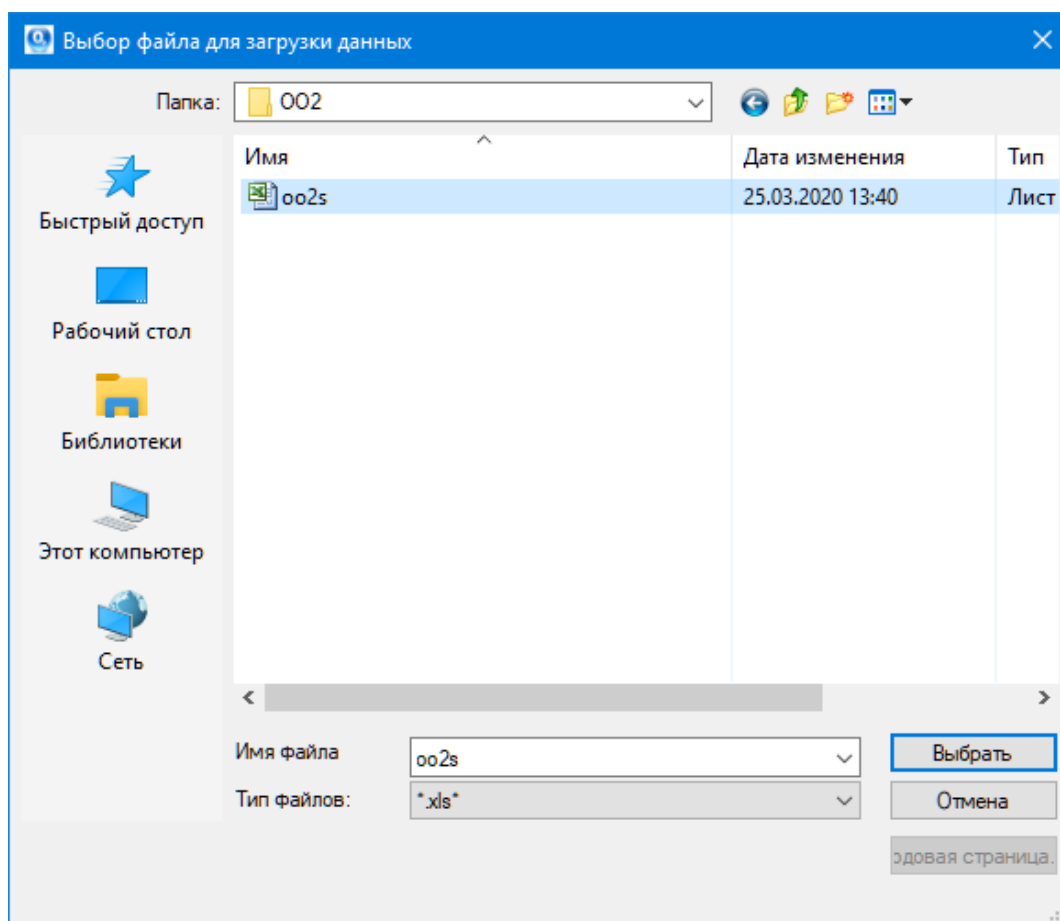 Выбор файла для загрузки данных
Папка: ОО2
Имя Дата изменения Тип
oo2s 25.03.2020 13:40 Лист
Быстрый доступ
Рабочий стол
Библиотеки
Этот компьютер
Сеть
Имя файла oo2s Выбрать
Тип файлов: *.xls* Отмена
одовая страница.